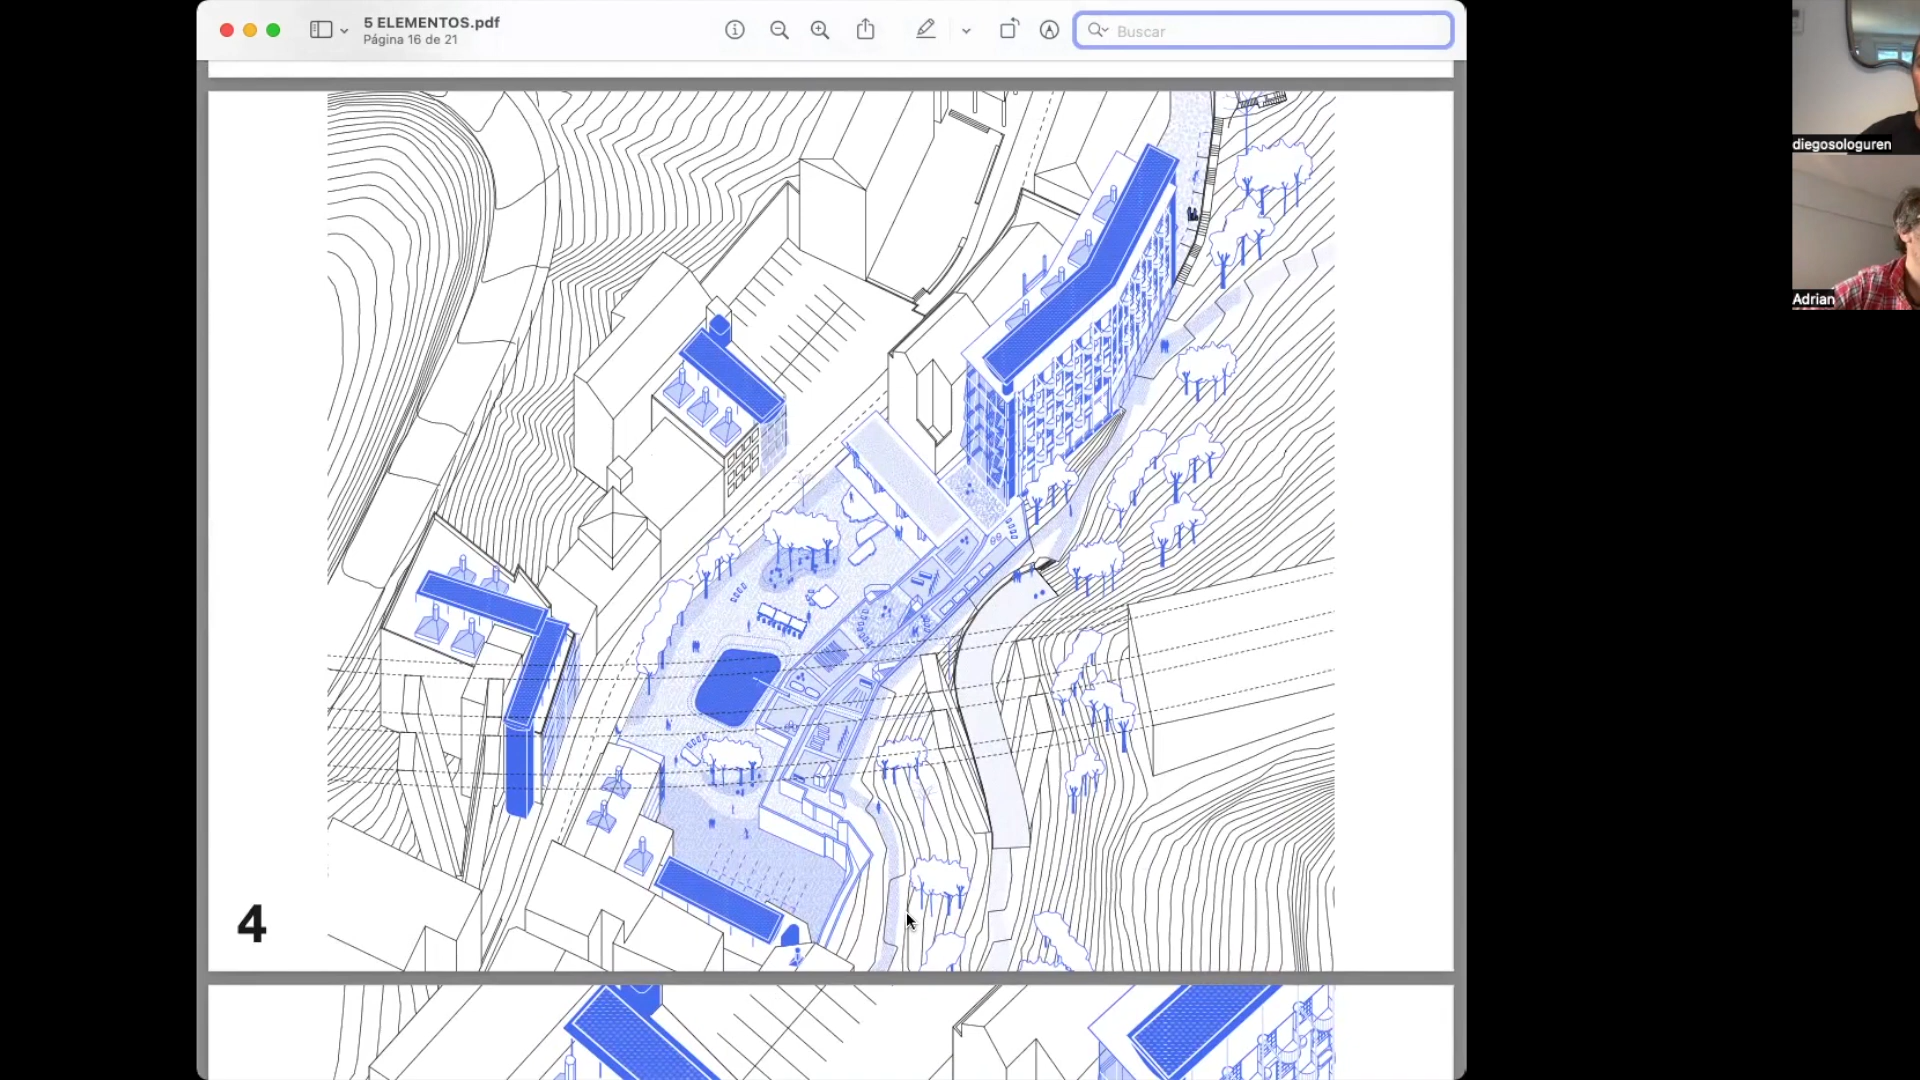 5 ELEMENTOS.pdf
Página 16 de 21
Buscar
diegosologuren
Adrian
4